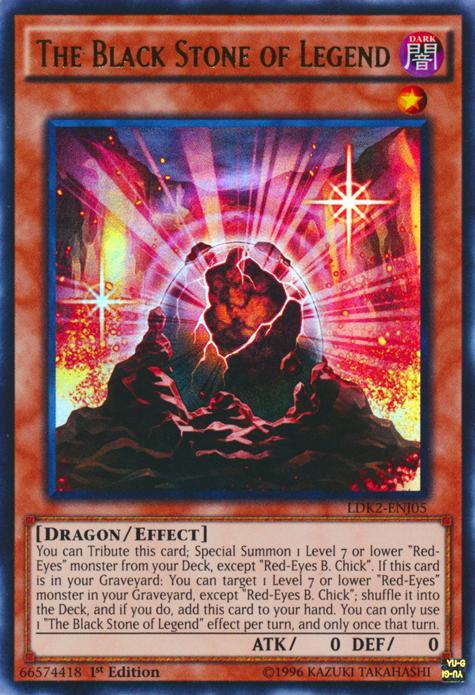 THE BLACK STONE OF LEGEND
DARK
闇
LDK2-ENJ05
[DRAGON/EFFECT]
You can Tribute this card; Special Summon 1 Level 7 or lower "Red-
Eyes" monster from your Deck, except "Red-Eyes B. Chick". If this card
is in your Graveyard: You can target 1 Level 7 or lower "Red-Eyes"
monster in your Graveyard, except "Red-Eyes B. Chick"; shuffle it into
the Deck, and if you do, add this card to your hand. You can only use
1 "The Black Stone of Legend" effect per turn, and only once that turn.
ATK/ 0 DEF/ 0
66574418 1st Edition ©1996 KAZUKI TAKAHASHI